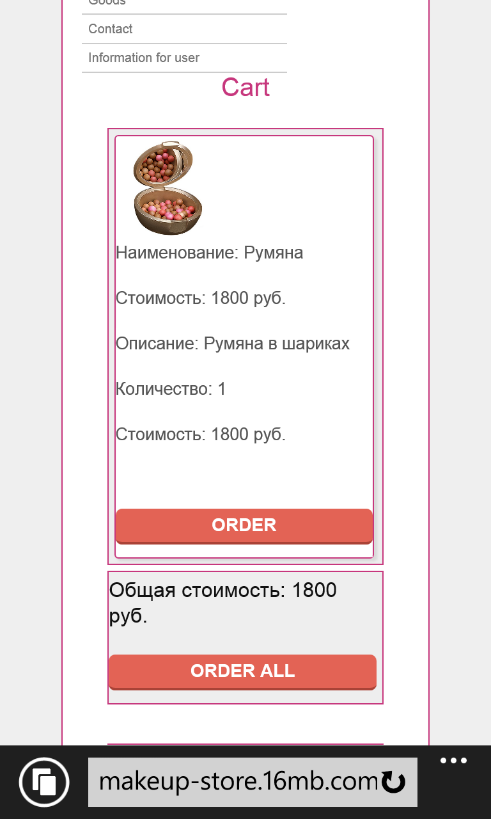 Goods
Contact
Information for user
Cart
Наименование: Румяна
Стоимость: 1800 руб.
Описание: Румяна в шариках
Количество: 1
Стоимость: 1800 руб.
ORDER
Общая стоимость: 1800
руб.
ORDER ALL
makeup-store.16mb.com